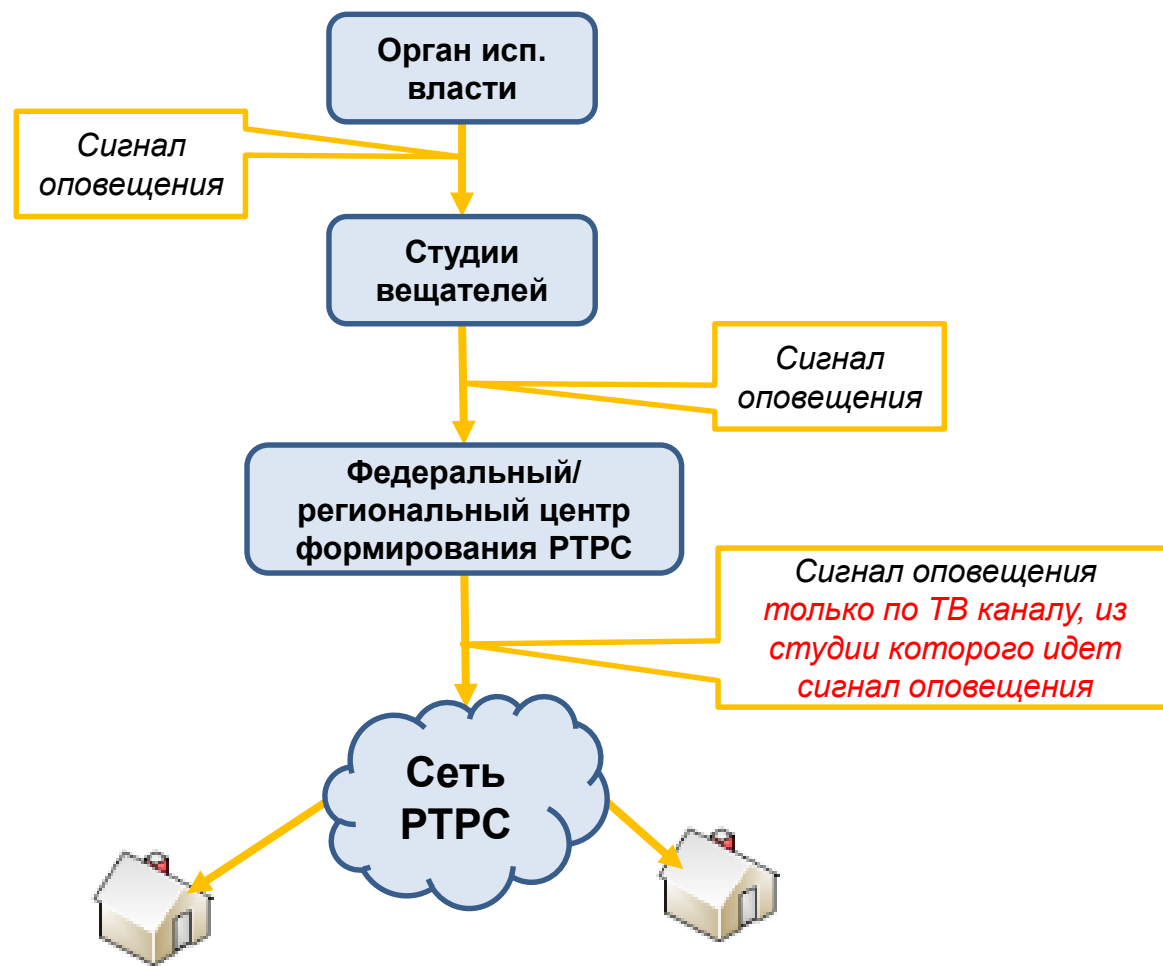 Орган исп.
власти
Сигнал
оповещения
Студии
вещателей
Сигнал
оповещения
Федеральный/
региональный центр
формирования РТРС
Сигнал оповещения
только по ТВ каналу, из
студии которого идет
сигнал оповещения
Сеть
РТРС